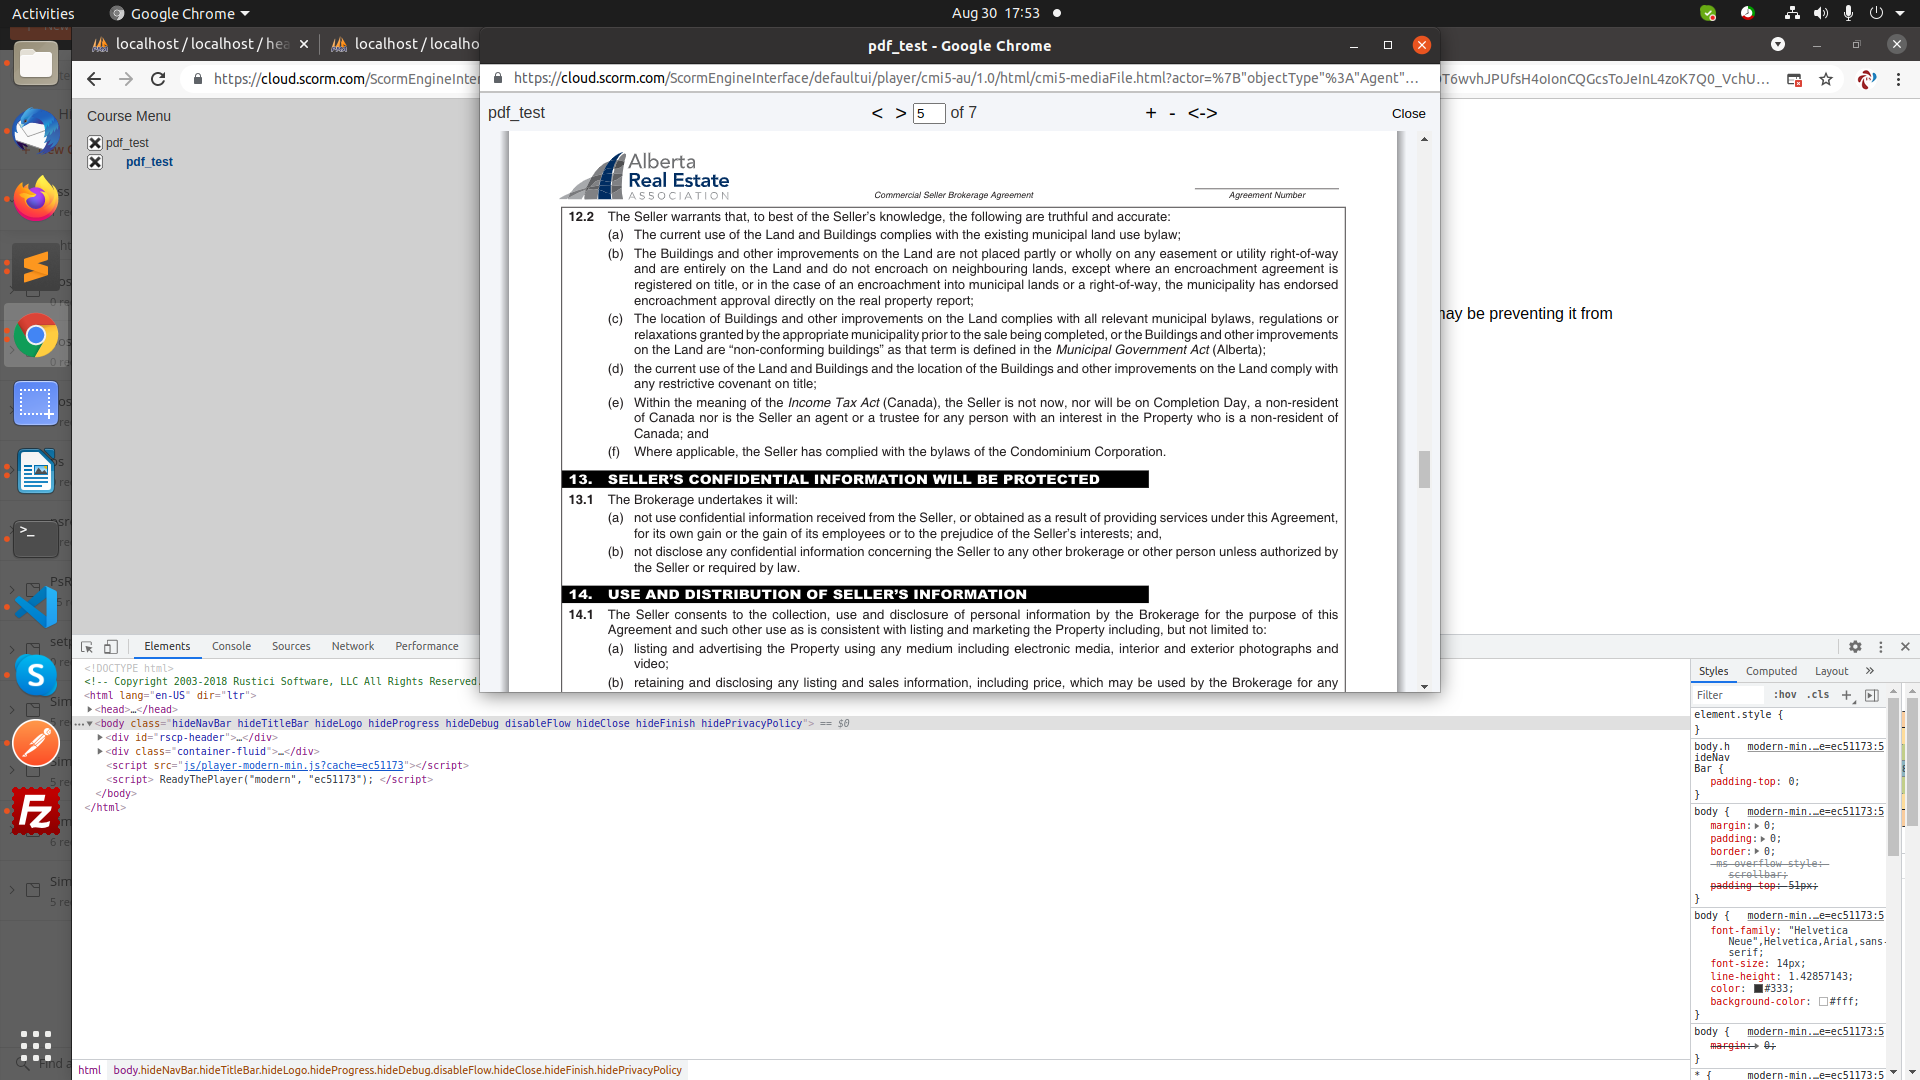 Activities
Google Chrome
Aug 30 17:53
localhost / localhost / hea
localhost / localho
pdf_test - Google Chrome
https://cloud.scorm.com/ScormEngineInter
https://cloud.scorm.com/ScormEngineInterface/defaultui/player/cmi5-au/1.0/html/cmi5-mediaFile.html?actor=%7B"objectType"%3A"Agent"...
T6wvhJPUfsH4oIonCQGcsToJeInL4zoK7Q0_VchU...
Course Menu
pdf_test
pdf_test
pdf_test
< > 5 of 7
+ - <->
Close
Alberta
Real Estate
ASSOCIATION
Commercial Seller Brokerage Agreement
Agreement Number
12.2 The Seller warrants that, to best of the Seller's knowledge, the following are truthful and accurate:
(a) The current use of the Land and Buildings complies with the existing municipal land use bylaw;
(b) The Buildings and other improvements on the Land are not placed partly or wholly on any easement or utility right-of-way
and are entirely on the Land and do not encroach on neighbouring lands, except where an encroachment agreement is
registered on title, or in the case of an encroachment into municipal lands or a right-of-way, the municipality has endorsed
encroachment approval directly on the real property report;
(c) The location of Buildings and other improvements on the Land complies with all relevant municipal bylaws, regulations or
relaxations granted by the appropriate municipality prior to the sale being completed, or the Buildings and other improvements
on the Land are “non-conforming buildings” as that term is defined in the Municipal Government Act (Alberta);
(d) the current use of the Land and Buildings and the location of the Buildings and other improvements on the Land comply with
any restrictive covenant on title;
(e) Within the meaning of the Income Tax Act (Canada), the Seller is not now, nor will be on Completion Day, a non-resident
of Canada nor is the Seller an agent or a trustee for any person with an interest in the Property who is a non-resident of
Canada; and
(f) Where applicable, the Seller has complied with the bylaws of the Condominium Corporation.
13. SELLER'S CONFIDENTIAL INFORMATION WILL BE PROTECTED
13.1 The Brokerage undertakes it will:
(a) not use confidential information received from the Seller, or obtained as a result of providing services under this Agreement,
for its own gain or the gain of its employees or to the prejudice of the Seller's interests; and,
(b) not disclose any confidential information concerning the Seller to any other brokerage or other person unless authorized by
the Seller or required by law.
14. USE AND DISTRIBUTION OF SELLER'S INFORMATION
14.1 The Seller consents to the collection, use and disclosure of personal information by the Brokerage for the purpose of this
Agreement and such other use as is consistent with listing and marketing the Property including, but not limited to:
(a) listing and advertising the Property using any medium including electronic media, interior and exterior photographs and
video;
(b) retaining and disclosing any listing and sales information, including price, which may be used by the Brokerage for any
may be preventing it from
Elements
Console
Sources
Network
Performance
<!DOCTYPE html>
<!-- Copyright 2003-2018 Rustici Software, LLC All Rights Reserved.
<html lang="en-US" dir="ltr">
<head>…</head>
<body class="hideNavBar hideTitleBar hideLogo hideProgress hideDebug disableFlow hideClose hideFinish hidePrivacyPolicy"> == $0
<div id="rscp-header">…</div>
<div class="container-fluid">…</div>
<script src="js/player-modern-min.js?cache=ec51173"></script>
<script> ReadyThePlayer("modern", "ec51173"); </script>
</body>
</html>
html
body.hideNavBar.hideTitleBar.hideLogo.hideProgress.hideDebug.disableFlow.hideClose.hideFinish.hidePrivacyPolicy
Styles
Computed
Layout
Filter
:hov
.cls
element.style {
}
body.h modern-min.…e=ec51173:5
ideNav
Bar {
padding-top: 0;
}
body { modern-min.…e=ec51173:5
margin: 0;
padding: 0;
border: 0;
-ms-overflow-style:
scrollbar;
padding-top: 51px;
}
body { modern-min.…e=ec51173:5
font-family: "Helvetica
Neue",Helvetica,Arial,sans-
serif;
font-size: 14px;
line-height: 1.42857143;
color: #333;
background-color: #fff;
}
body { modern-min.…e=ec51173:5
margin: 0;
}
* { modern-min.…e=ec51173:5